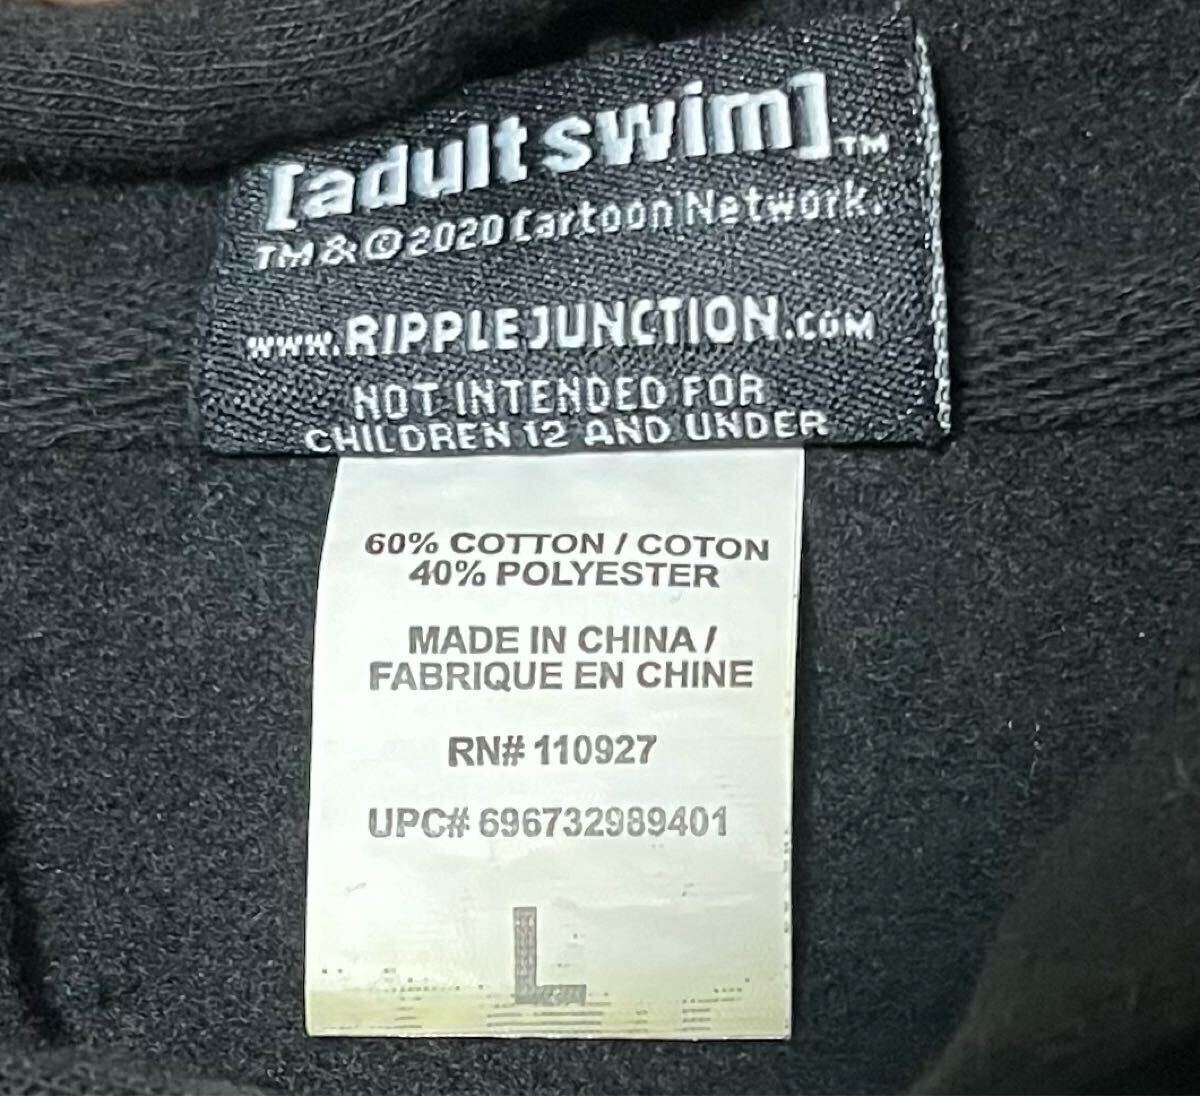 [adult swim]™
TM & © 2020 Cartoon Network.
www.RIPPLEJUNCTION.COM
NOT INTENDED FOR
CHILDREN 12 AND UNDER
60% COTTON / COTON
40% POLYESTER
MADE IN CHINA /
FABRIQUE EN CHINE
RN# 110927
UPC# 696732989401
L